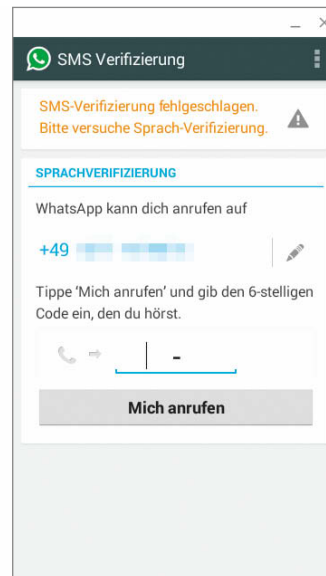 SMS Verifizierung
SMS-Verifizierung fehlgeschlagen.
Bitte versuche Sprach-Verifizierung.
SPRACHVERIFIZIERUNG
WhatsApp kann dich anrufen auf
+49
Tippe 'Mich anrufen' und gib den 6-stelligen
Code ein, den du hörst.
-
Mich anrufen